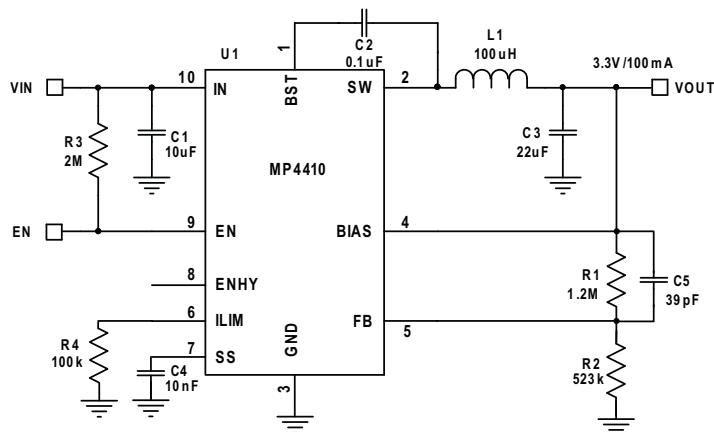 U1
1
BST
C2
0.1uF
L1
100uH
3.3V/100mA
VIN
10
IN
SW
2
VOUT
R3
2M
C1
10uF
C3
22uF
MP4410
EN
9
EN
BIAS
4
8
ENHY
R1
1.2M
C5
39pF
6
ILIM
FB
5
R4
100k
7
SS
C4
10nF
GND
3
R2
523k